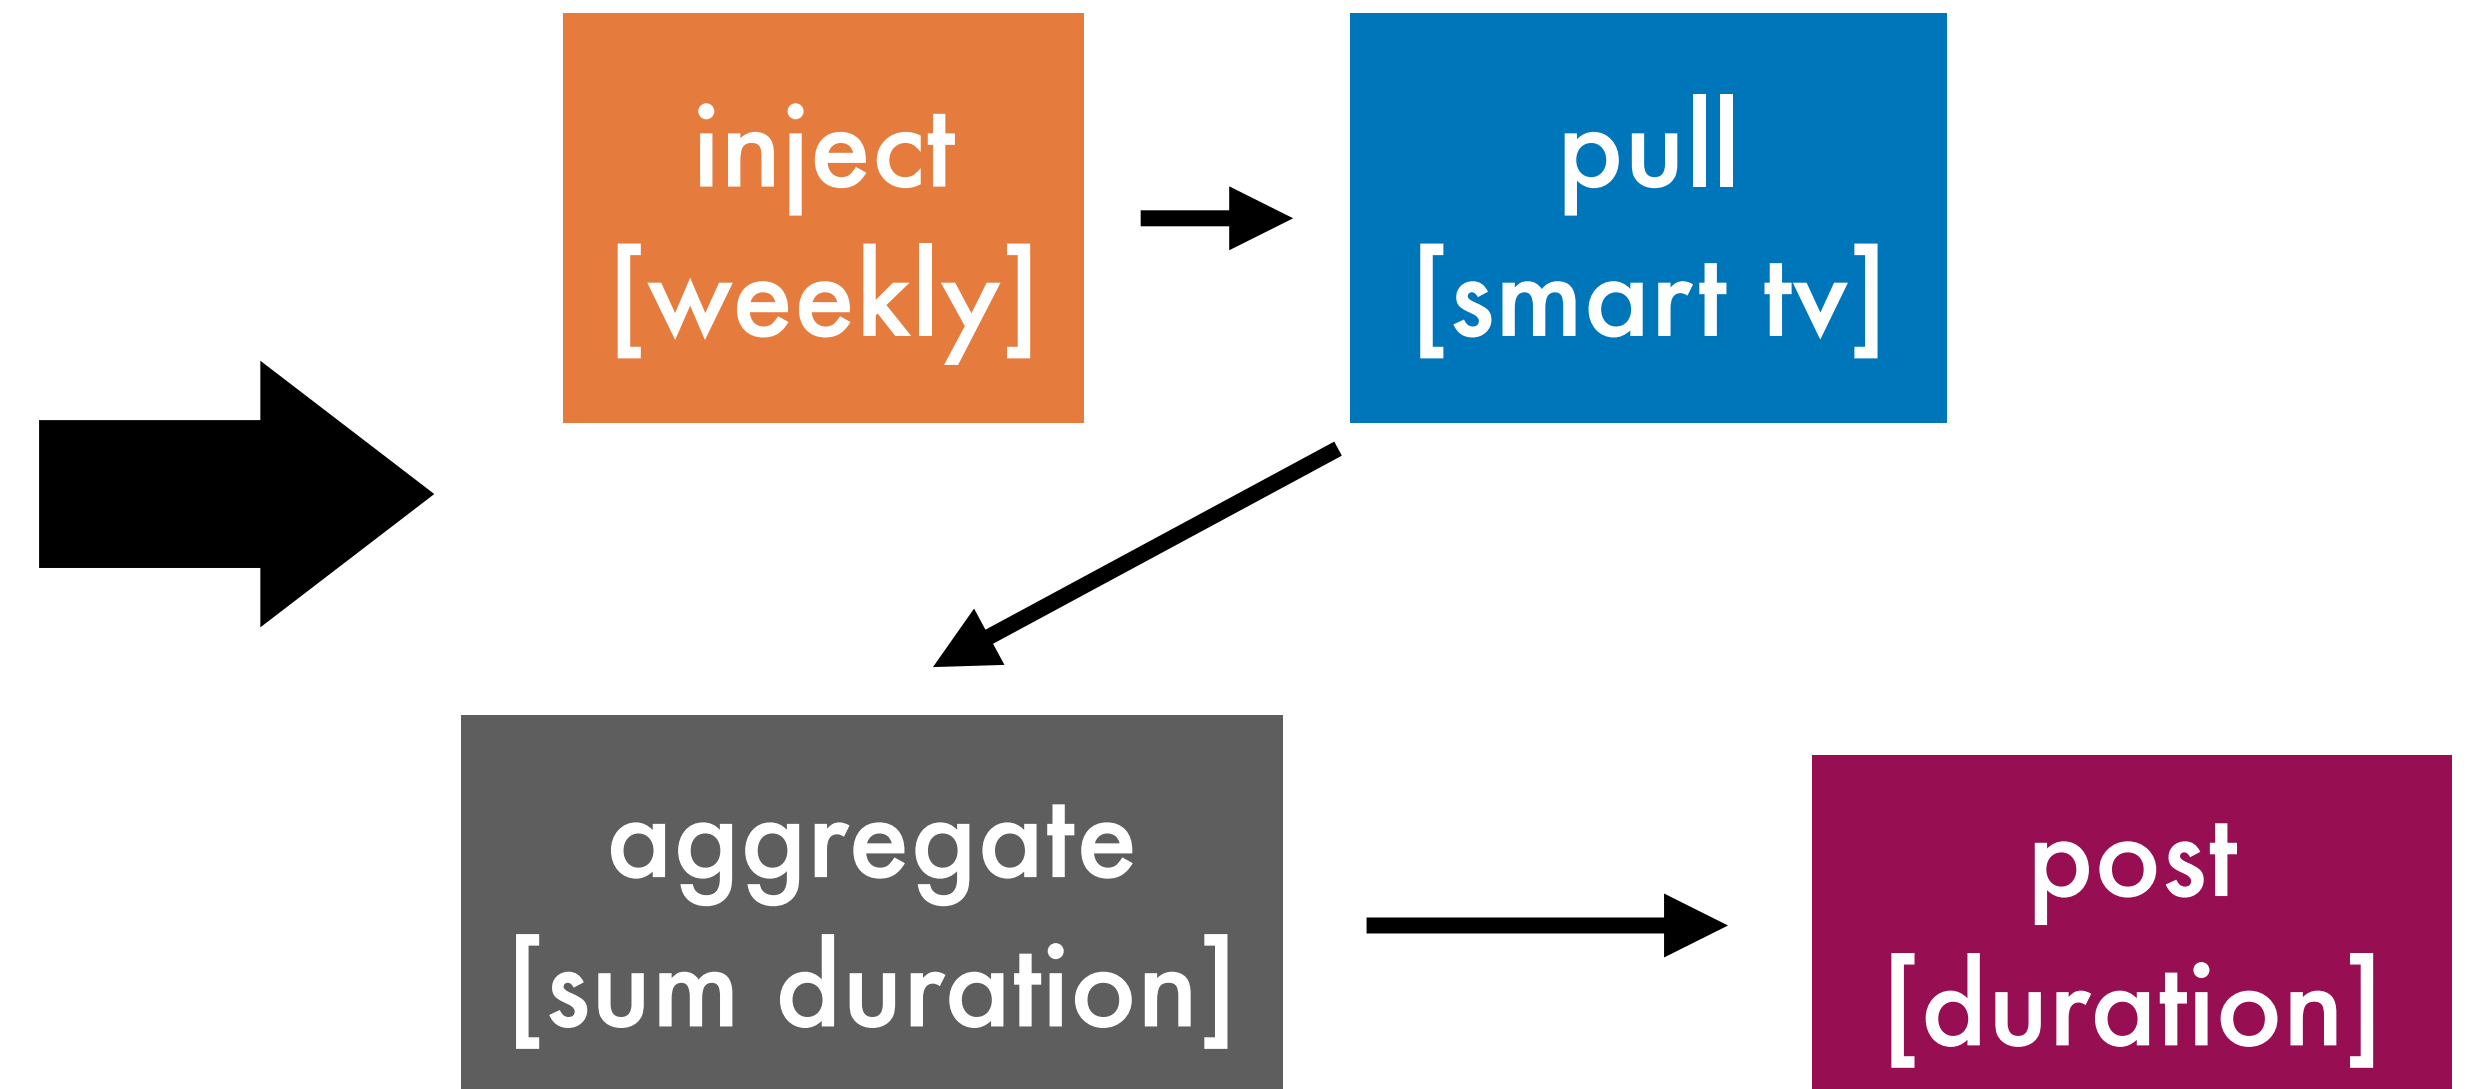 inject
[weekly]
pull
[smart tv]
aggregate
[sum duration]
post
[duration]